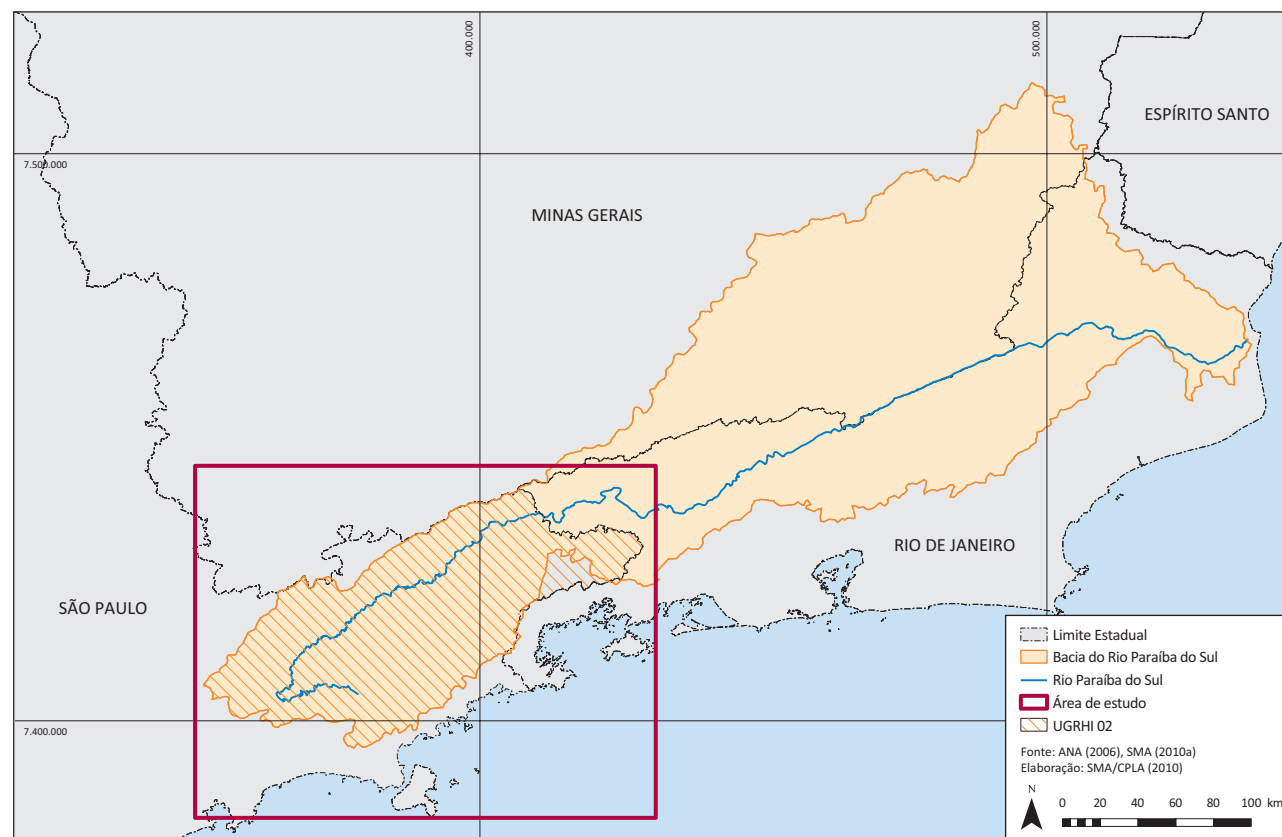 400.000
500.000
ESPÍRITO SANTO
7.500.000
MINAS GERAIS
RIO DE JANEIRO
SÃO PAULO
Limite Estadual
Bacia do Rio Paraíba do Sul
Rio Paraíba do Sul
Área de estudo
UGRHI 02
7.400.000
Fonte: ANA (2006), SMA (2010a)
Elaboração: SMA/CPLA (2010)
N
0 20 40 60 80 100 km